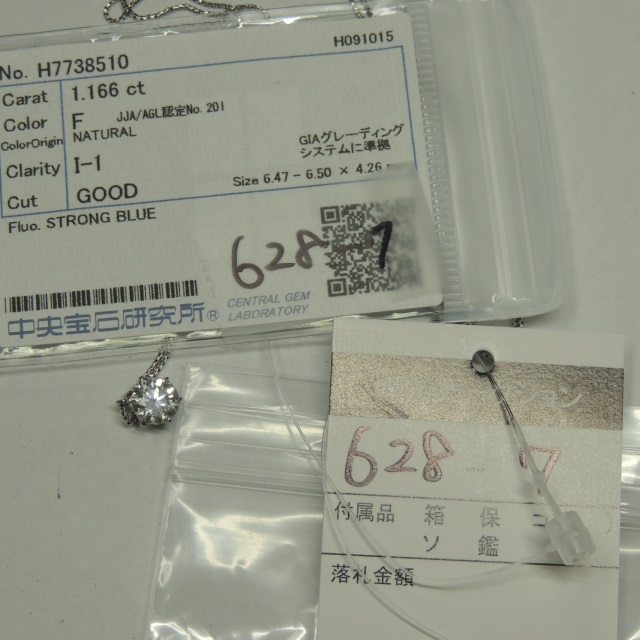 No. H7738510 H091015
Carat 1.166 ct
Color F JJA/AGL認定No. 201
ColorOrigin NATURAL
GIAグレーディング
システムに準拠
Clarity I-1
Size 6.47 - 6.50 × 4.26
Cut GOOD
Fluo. STRONG BLUE
628-7
中央宝石研究所® CENTRAL GEM
LABORATORY
628-7
付属品 箱 保 コ
ソ 鑑
落札金額